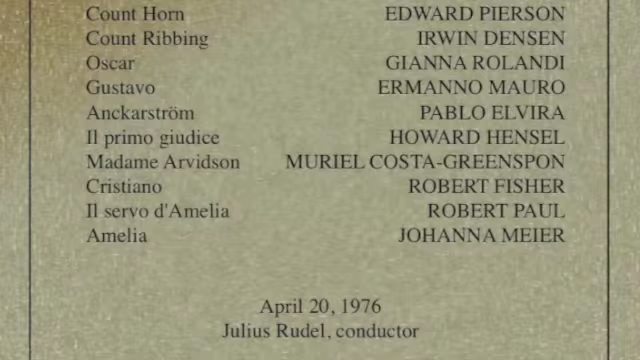 Count Horn EDWARD PIERSON
Count Ribbing IRWIN DENSEN
Oscar GIANNA ROLANDI
Gustavo ERMANNO MAURO
Anckarström PABLO ELVIRA
Il primo giudice HOWARD HENSEL
Madame Arvidson MURIEL COSTA-GREENSPON
Cristiano ROBERT FISHER
Il servo d'Amelia ROBERT PAUL
Amelia JOHANNA MEIER
April 20, 1976
Julius Rudel, conductor